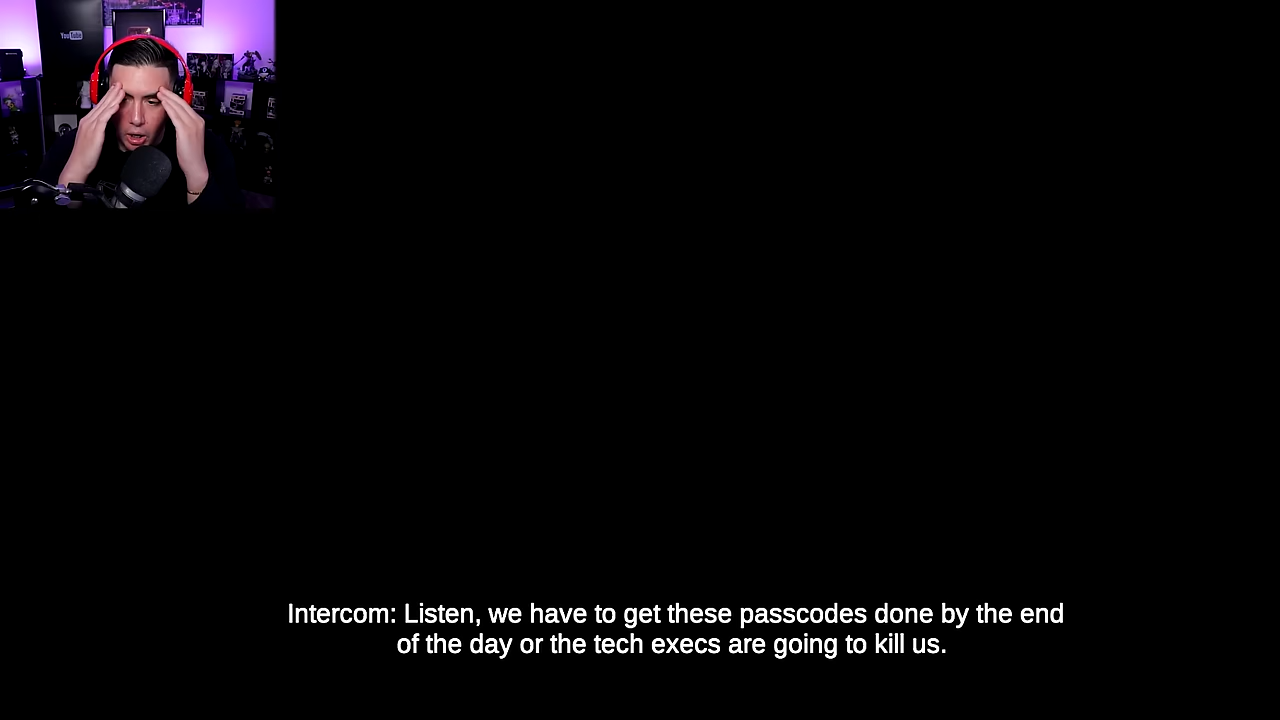 YouTube
Intercom: Listen, we have to get these passcodes done by the end
of the day or the tech execs are going to kill us.